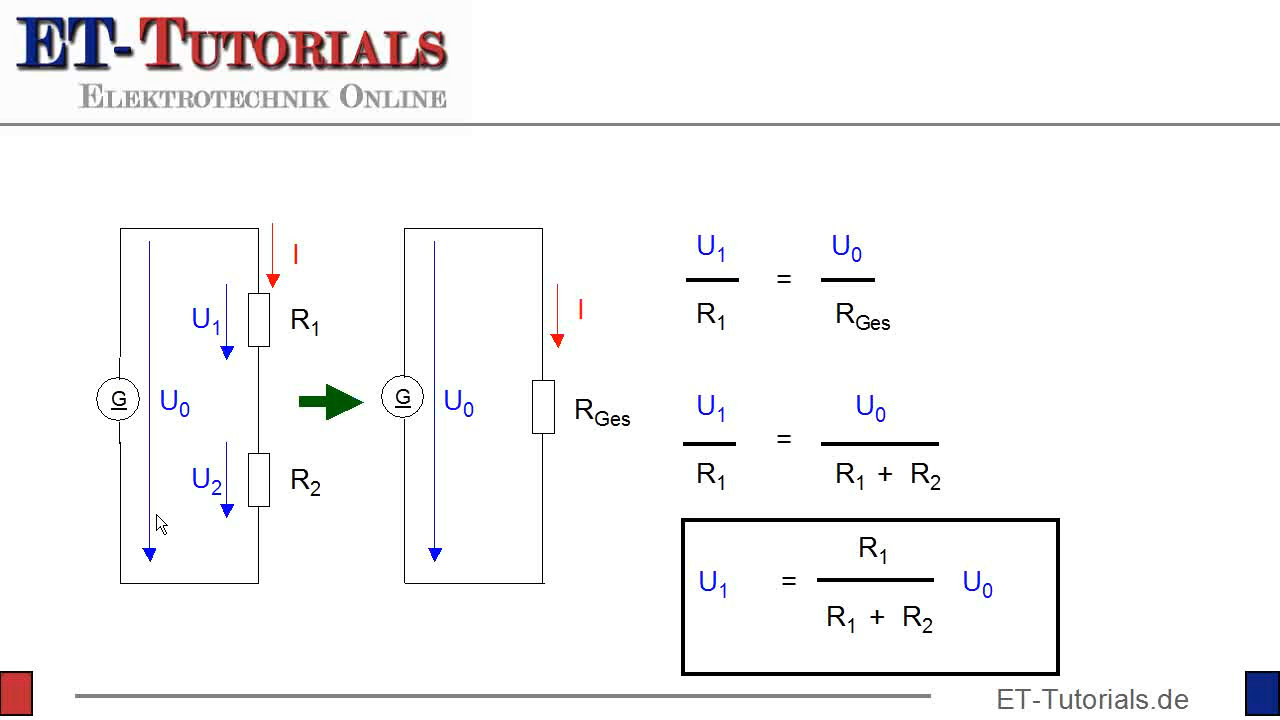 ET-TUTORIALS
ELEKTROTECHNIK ONLINE
I
U1
R1
G
U0
U2
R2
I
G
U0
RGes
U1 = U0
R1 RGes
U1 = U0
R1 R1 + R2
R1
U1 = U0
R1 + R2
ET-Tutorials.de